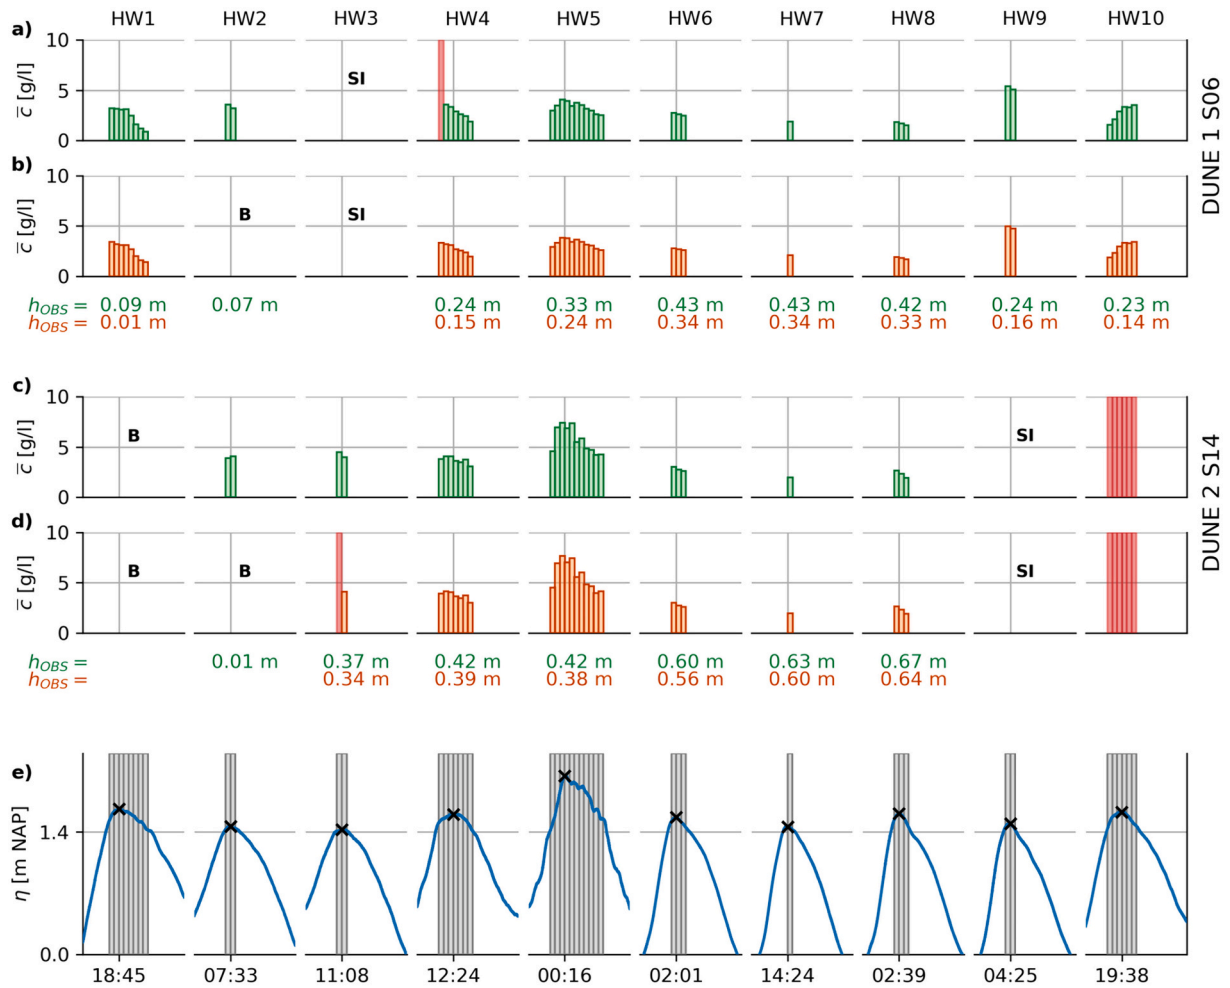 HW1 HW2 HW3 HW4 HW5 HW6 HW7 HW8 HW9 HW10
a)
10
5
0
c̅ [g/l]
SI
DUNE 1 S06
b)
10
5
0
c̅ [g/l]
B SI
h_OBS = 0.09 m 0.07 m 0.24 m 0.33 m 0.43 m 0.43 m 0.42 m 0.24 m 0.23 m
h_OBS = 0.01 m 0.15 m 0.24 m 0.34 m 0.34 m 0.33 m 0.16 m 0.14 m
c)
10
5
0
c̅ [g/l]
B SI
DUNE 2 S14
d)
10
5
0
c̅ [g/l]
B B SI
h_OBS = 0.01 m 0.37 m 0.42 m 0.42 m 0.60 m 0.63 m 0.67 m
h_OBS = 0.34 m 0.39 m 0.38 m 0.56 m 0.60 m 0.64 m
e)
1.4
0.0
η [m NAP]
18:45 07:33 11:08 12:24 00:16 02:01 14:24 02:39 04:25 19:38